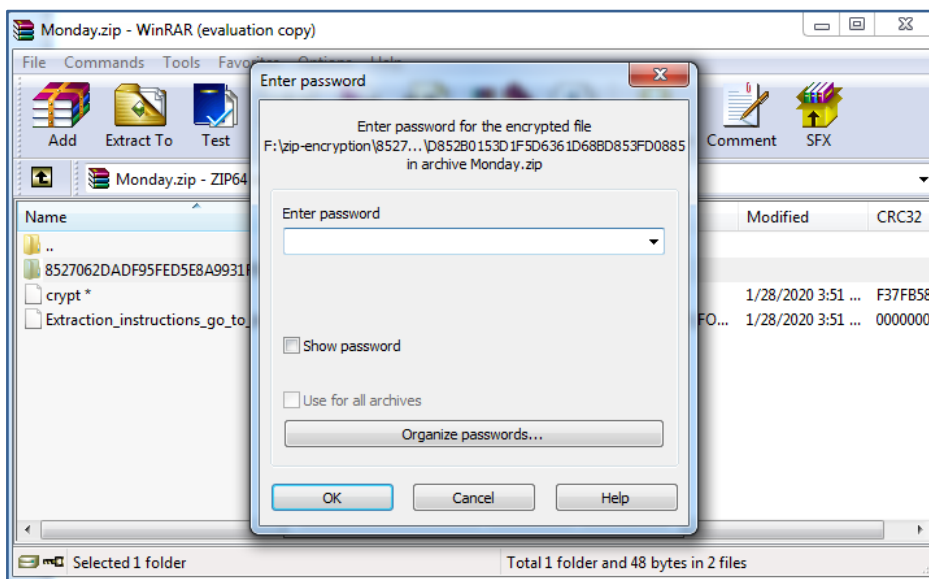 Monday.zip - WinRAR (evaluation copy)
File Commands Tools
Add Extract To Test Comment SFX
Monday.zip - ZIP64
Name Modified CRC32
..
8527062DADF95FED5E8A9931
crypt * 1/28/2020 3:51 ... F37FB58
Extraction_instructions_go_to_ FO... 1/28/2020 3:51 ... 0000000
Enter password
Enter password for the encrypted file
F:\zip-encryption\8527...\D852B0153D1F5D6361D68BD853FD0885
in archive Monday.zip
Enter password
Show password
Use for all archives
Organize passwords...
OK Cancel Help
Selected 1 folder Total 1 folder and 48 bytes in 2 files